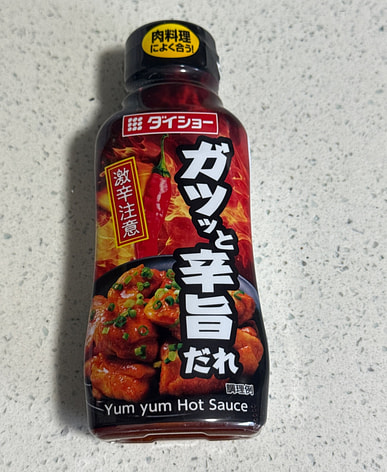 肉料理
によく合う!
ダイショー
激辛注意
ガツッと辛旨だれ
調理例
Yum yum Hot Sauce